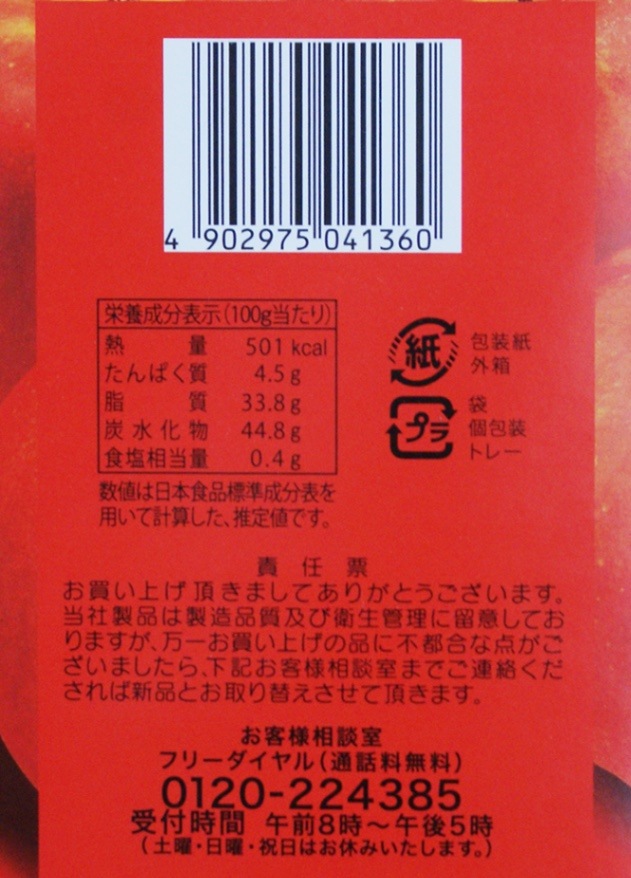 4 902975 041360
栄養成分表示(100g当たり)
熱量 501kcal
たんぱく質 4.5g
脂質 33.8g
炭水化物 44.8g
食塩相当量 0.4g
数値は日本食品標準成分表を
用いて計算した、推定値です。
紙
包装紙
外箱
プラ
袋
個包装
トレー
責任票
お買い上げ頂きましてありがとうございます。
当社製品は製造品質及び衛生管理に留意してお
りますが、万一お買い上げの品に不都合な点がご
ざいましたら、下記お客様相談室までご連絡くだ
されば新品とお取り替えさせて頂きます。
お客様相談室
フリーダイヤル(通話料無料)
0120-224385
受付時間 午前8時～午後5時
(土曜・日曜・祝日はお休みいたします。)